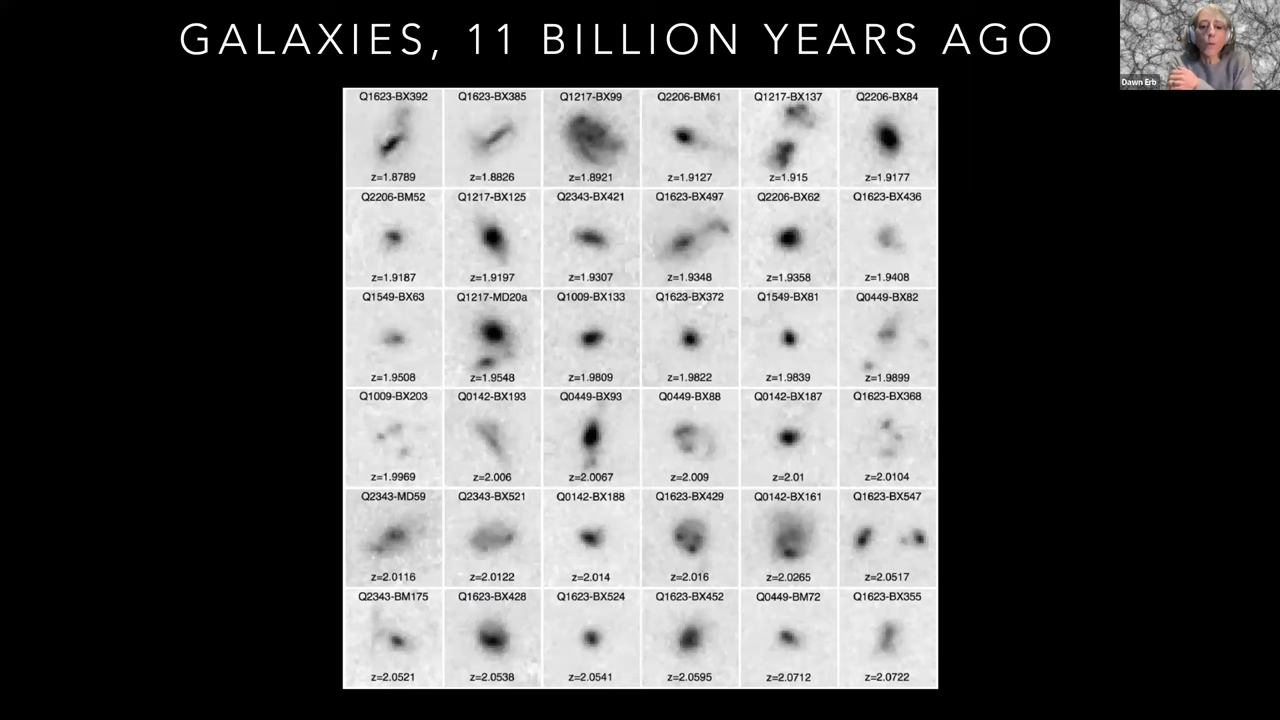 GALAXIES, 11 BILLION YEARS AGO
Dawn Erb
Q1623-BX392 Q1623-BX385 Q1217-BX99 Q2206-BM61 Q1217-BX137 Q2206-BX84
z=1.8789 z=1.8826 z=1.8921 z=1.9127 z=1.915 z=1.9177
Q2206-BM52 Q1217-BX125 Q2343-BX421 Q1623-BX497 Q2206-BX62 Q1623-BX436
z=1.9187 z=1.9197 z=1.9307 z=1.9348 z=1.9358 z=1.9408
Q1549-BX63 Q1217-MD20a Q1009-BX133 Q1623-BX372 Q1549-BX81 Q0449-BX82
z=1.9508 z=1.9548 z=1.9809 z=1.9822 z=1.9839 z=1.9899
Q1009-BX203 Q0142-BX193 Q0449-BX93 Q0449-BX88 Q0142-BX187 Q1623-BX368
z=1.9969 z=2.006 z=2.0067 z=2.009 z=2.01 z=2.0104
Q2343-MD59 Q2343-BX521 Q0142-BX188 Q1623-BX429 Q0142-BX161 Q1623-BX547
z=2.0116 z=2.0122 z=2.014 z=2.016 z=2.0265 z=2.0517
Q2343-BM175 Q1623-BX428 Q1623-BX524 Q1623-BX452 Q0449-BM72 Q1623-BX355
z=2.0521 z=2.0538 z=2.0541 z=2.0595 z=2.0712 z=2.0722